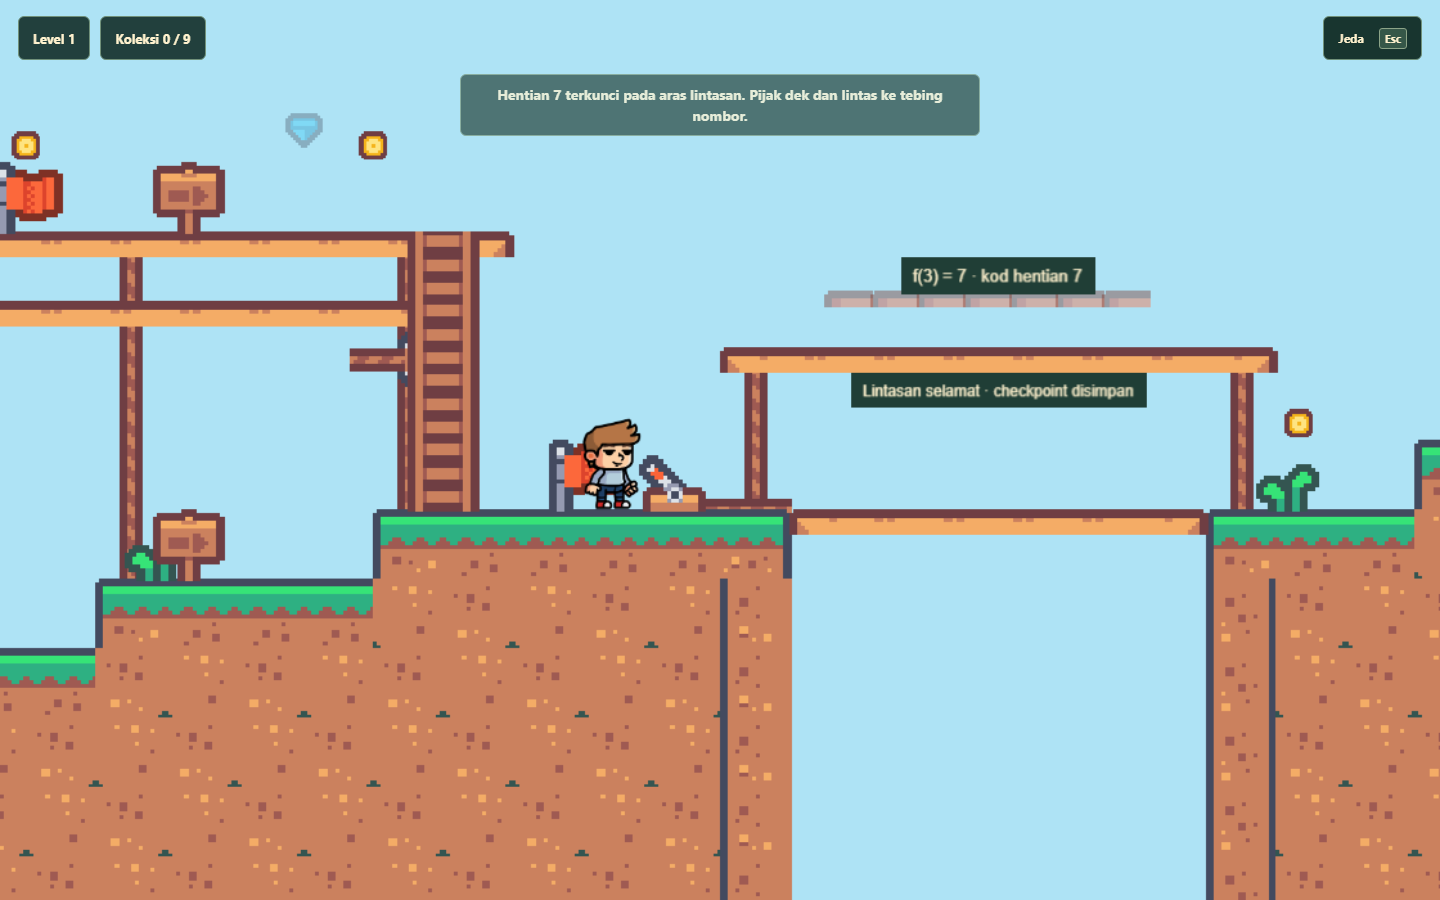 Level 1
Koleksi 0 / 9
Jeda Esc
Hentian 7 terkunci pada aras lintasan. Pijak dek dan lintas ke tebing
nombor.
f(3) = 7 · kod hentian 7
Lintasan selamat · checkpoint disimpan